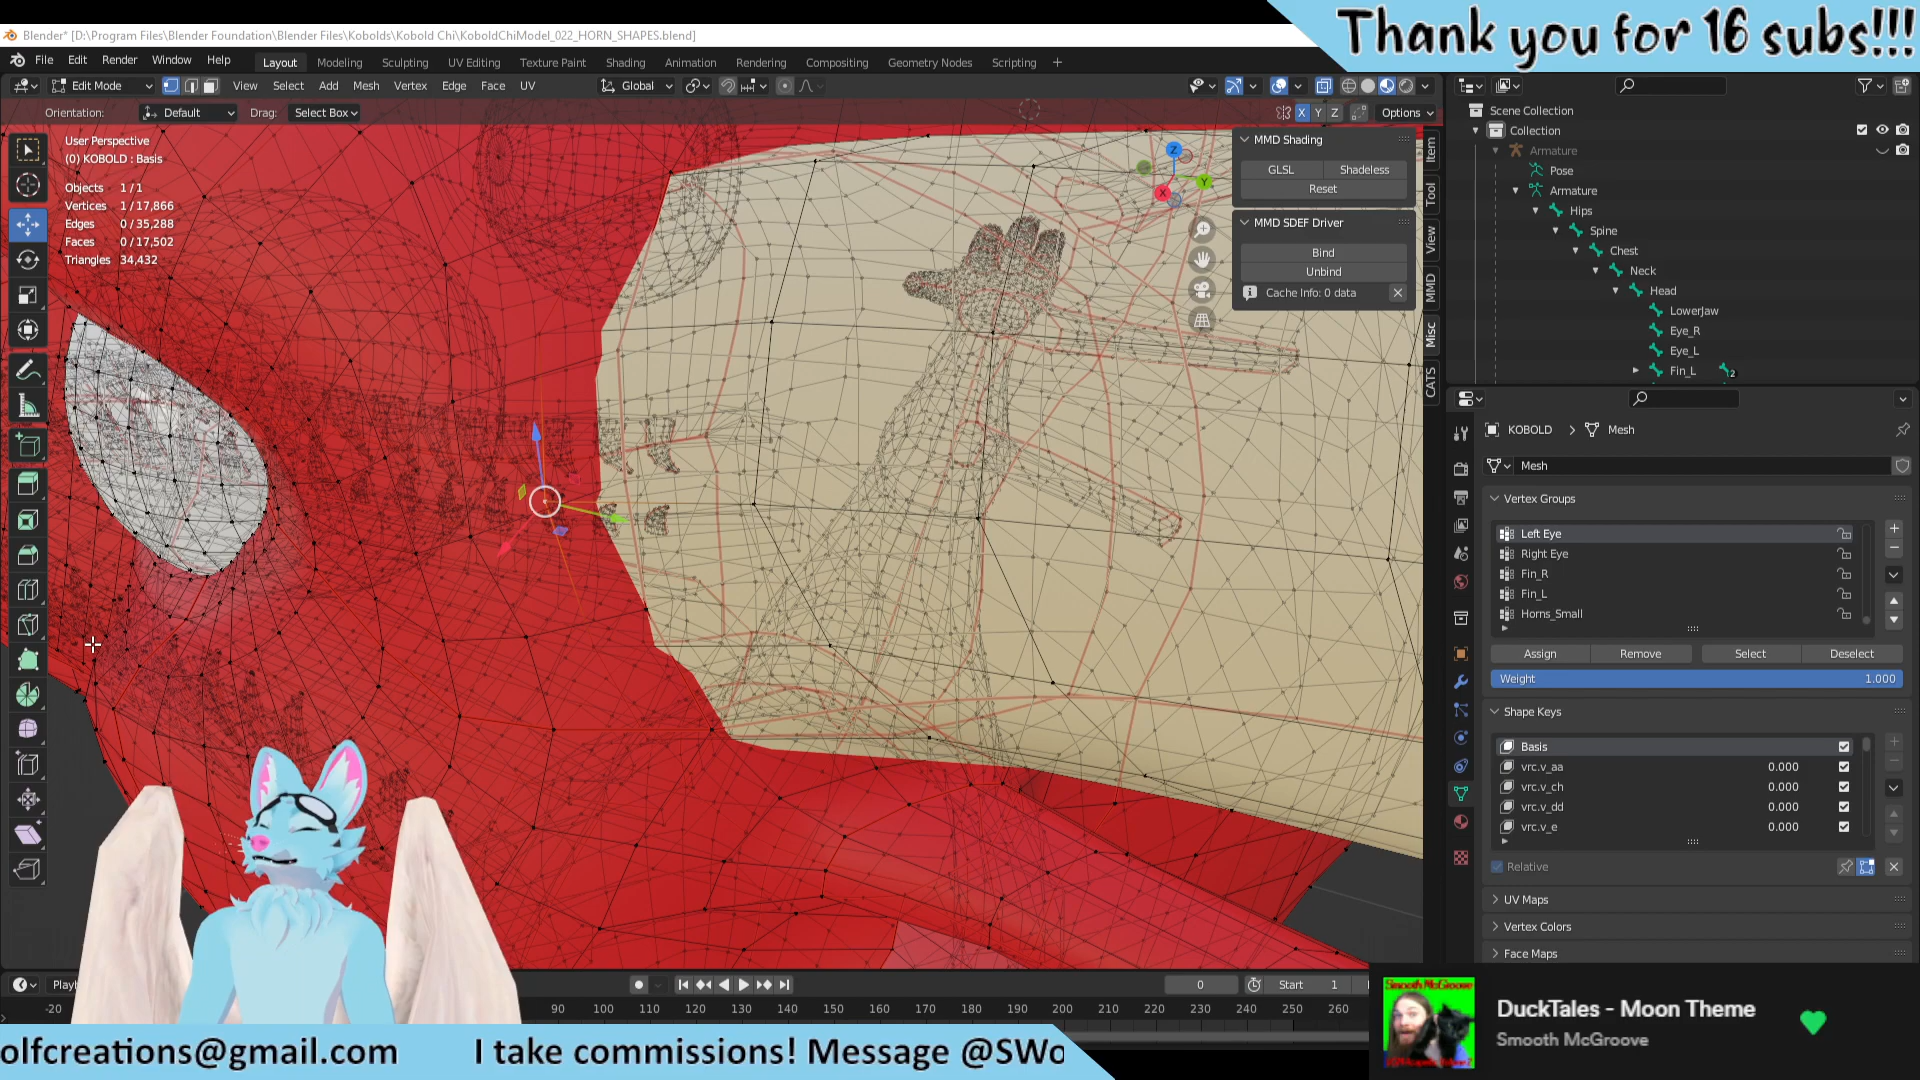 Thank you for 16 subs!!!
Blender* [D:\Program Files\Blender Foundation\Blender Files\Kobolds\Kobold Chi\KoboldChiModel_022_HORN_SHAPES.blend]
File Edit Render Window Help Layout Modeling Sculpting UV Editing Texture Paint Shading Animation Rendering Compositing Geometry Nodes Scripting +
Edit Mode View Select Add Mesh Vertex Edge Face UV Global
Orientation: Default Drag: Select Box X Y Z Options
User Perspective
(0) KOBOLD : Basis
Objects 1/1
Vertices 1/17,866
Edges 0/35,288
Faces 0/17,502
Triangles 34,432
MMD Shading
GLSL Shadeless
Reset
MMD SDEF Driver
Bind
Unbind
Cache Info: 0 data
Z
Y
X
Item
Tool
View
MMD
Misc
CATS
Scene Collection
Collection
Armature
Pose
Armature
Hips
Spine
Chest
Neck
Head
LowerJaw
Eye_R
Eye_L
Fin_L 2
KOBOLD > Mesh
Mesh
Vertex Groups
Left Eye
Right Eye
Fin_R
Fin_L
Horns_Small
Assign Remove Select Deselect
Weight 1.000
Shape Keys
Basis
vrc.v_aa 0.000
vrc.v_ch 0.000
vrc.v_dd 0.000
vrc.v_e 0.000
Relative
UV Maps
Vertex Colors
Face Maps
Playb 0 Start 1
-20 90 100 110 120 130 140 150 160 170 180 190 200 210 220 230 240 250 260
DuckTales - Moon Theme
Smooth McGroove
Smooth McGroove
olfcreations@gmail.com I take commissions! Message @SWo